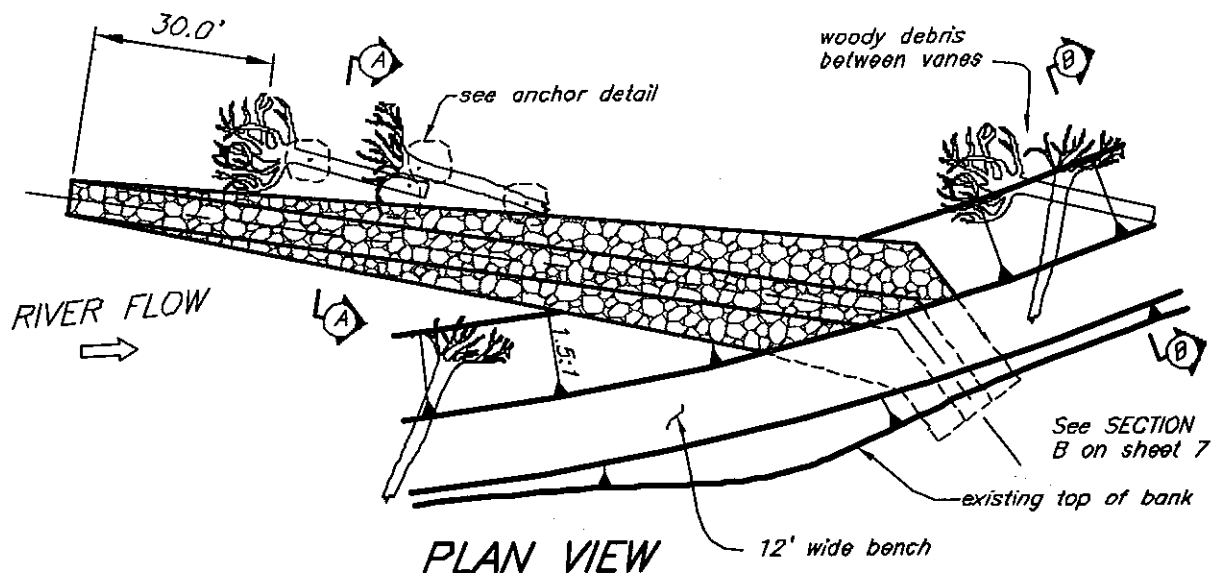 30.0'
A
see anchor detail
woody debris
between vanes
B
RIVER FLOW
A
1.5:1
B
See SECTION
B on sheet 7
existing top of bank
12' wide bench
PLAN VIEW